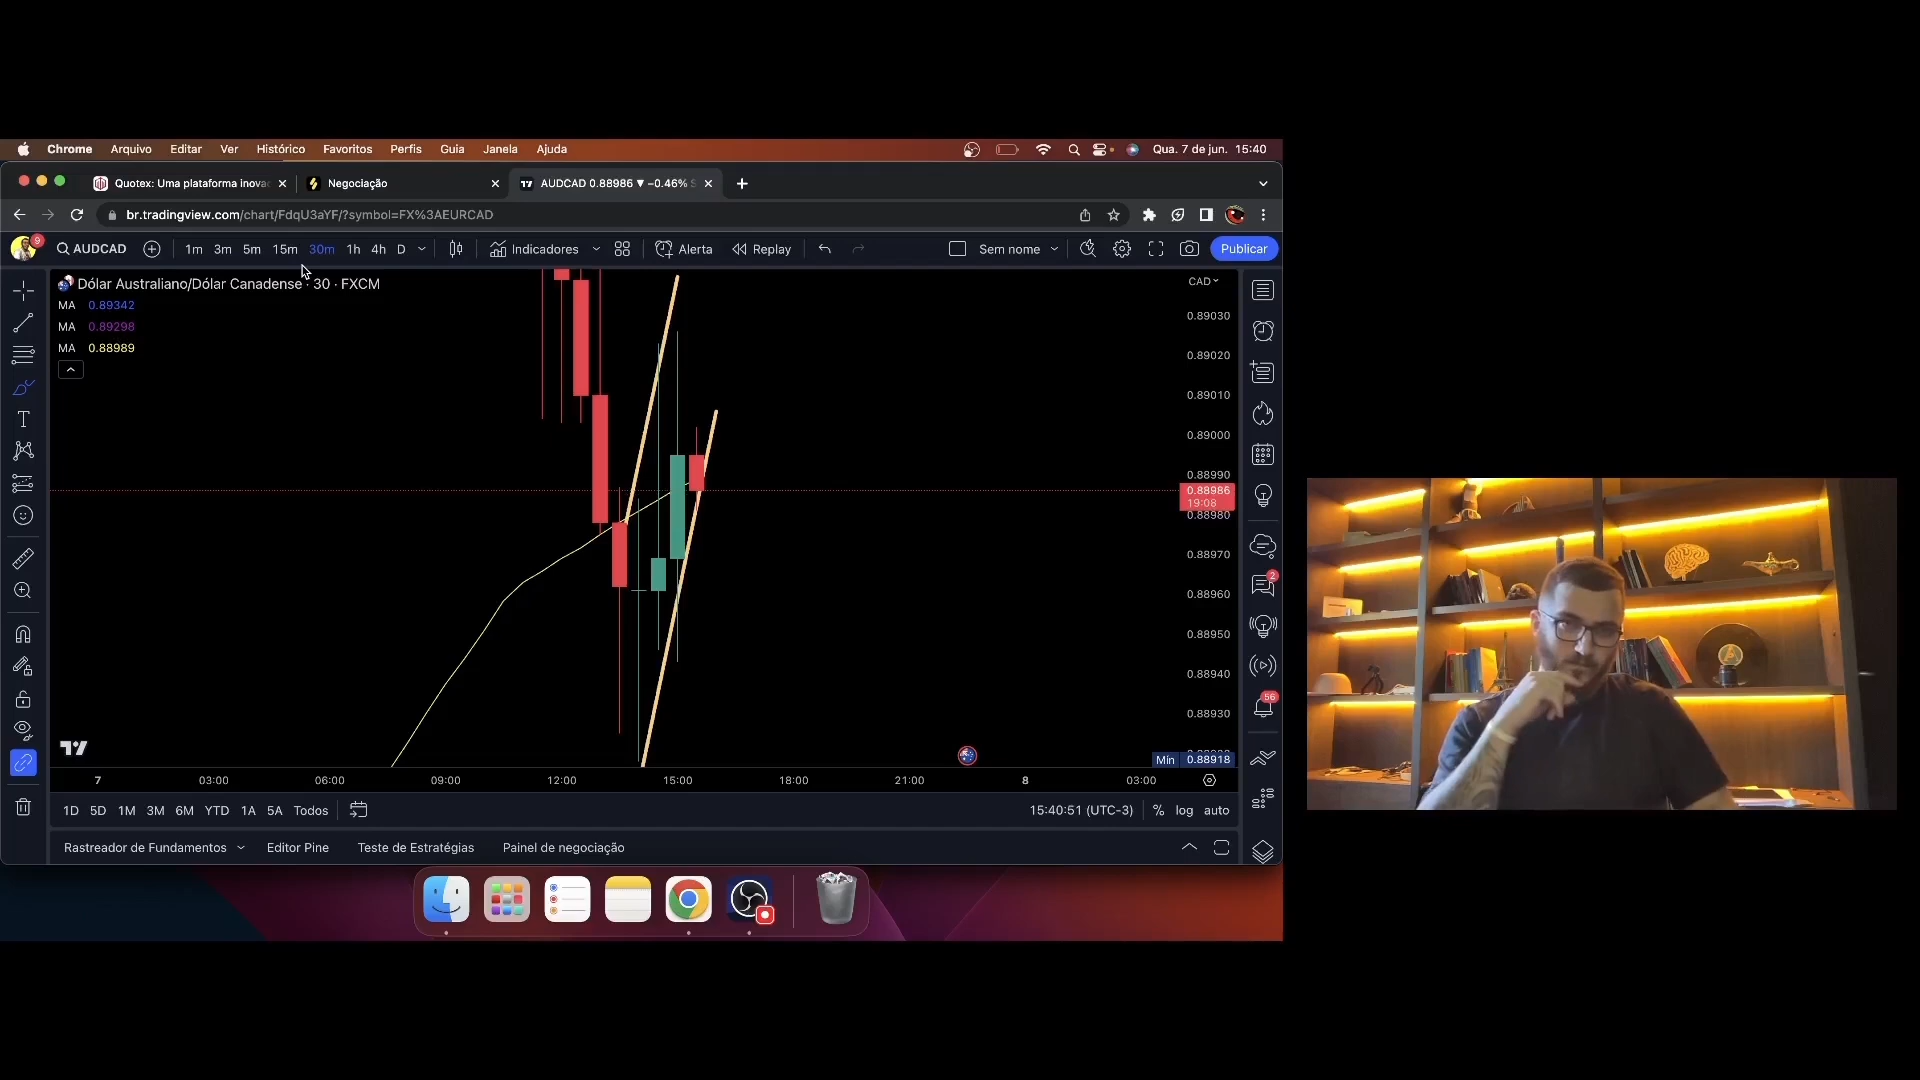 Chrome Arquivo Editar Ver Histórico Favoritos Perfis Guia Janela Ajuda Qua. 7 de jun. 15:40
Quotex: Uma plataforma inova Negociação AUDCAD 0.88986 ▼ −0.46% S
br.tradingview.com/chart/FdqU3aYF/?symbol=FX%3AEURCAD
9 AUDCAD 1m 3m 5m 15m 30m 1h 4h D Indicadores Alerta Replay Sem nome Publicar
Dólar Australiano/Dólar Canadense · 30 · FXCM CAD
MA 0.89342
MA 0.89298
MA 0.88989
0.89030
0.89020
0.89010
0.89000
0.88990
0.88986
19:08
0.88980
0.88970
0.88960
0.88950
0.88940
0.88930
Mín 0.88918
2
56
7 03:00 06:00 09:00 12:00 15:00 18:00 21:00 8 03:00
1D 5D 1M 3M 6M YTD 1A 5A Todos 15:40:51 (UTC-3) % log auto
Rastreador de Fundamentos Editor Pine Teste de Estratégias Painel de negociação